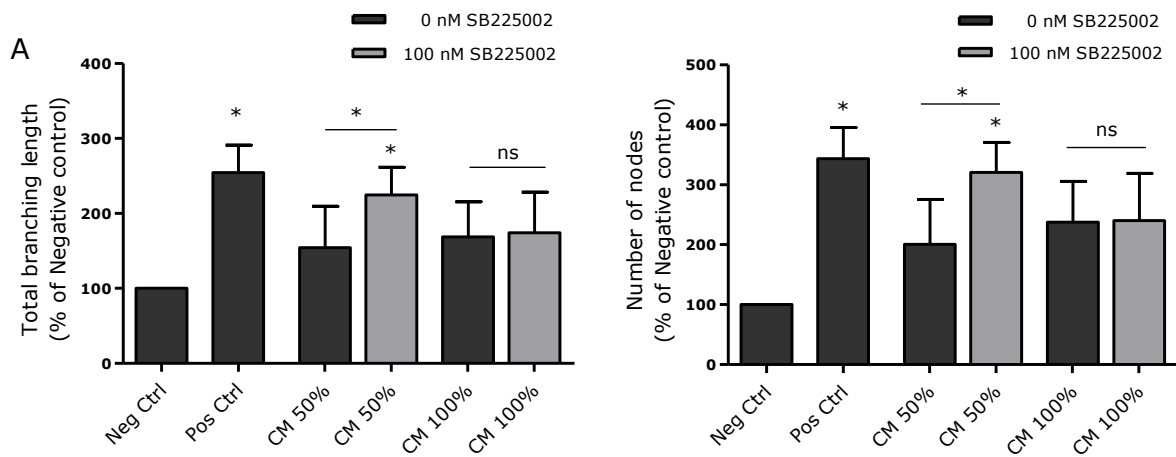 A
0 nM SB225002
100 nM SB225002
Total branching length
(% of Negative control)
400
300
200
100
0
*
*
*
ns
Neg Ctrl
Pos Ctrl
CM 50%
CM 50%
CM 100%
CM 100%
0 nM SB225002
100 nM SB225002
Number of nodes
(% of Negative control)
500
400
300
200
100
0
*
*
*
ns
Neg Ctrl
Pos Ctrl
CM 50%
CM 50%
CM 100%
CM 100%